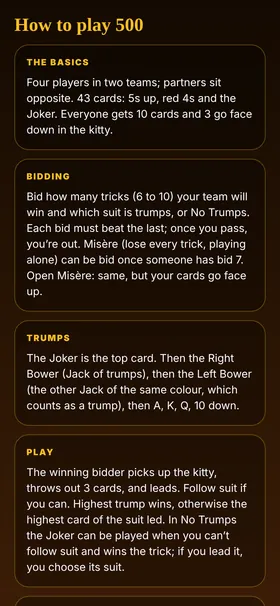 How to play 500
THE BASICS
Four players in two teams; partners sit
opposite. 43 cards: 5s up, red 4s and the
Joker. Everyone gets 10 cards and 3 go face
down in the kitty.
BIDDING
Bid how many tricks (6 to 10) your team will
win and which suit is trumps, or No Trumps.
Each bid must beat the last; once you pass,
you’re out. Misère (lose every trick, playing
alone) can be bid once someone has bid 7.
Open Misère: same, but your cards go face
up.
TRUMPS
The Joker is the top card. Then the Right
Bower (Jack of trumps), then the Left Bower
(the other Jack of the same colour, which
counts as a trump), then A, K, Q, 10 down.
PLAY
The winning bidder picks up the kitty,
throws out 3 cards, and leads. Follow suit if
you can. Highest trump wins, otherwise the
highest card of the suit led. In No Trumps
the Joker can be played when you can’t
follow suit and wins the trick; if you lead it,
you choose its suit.